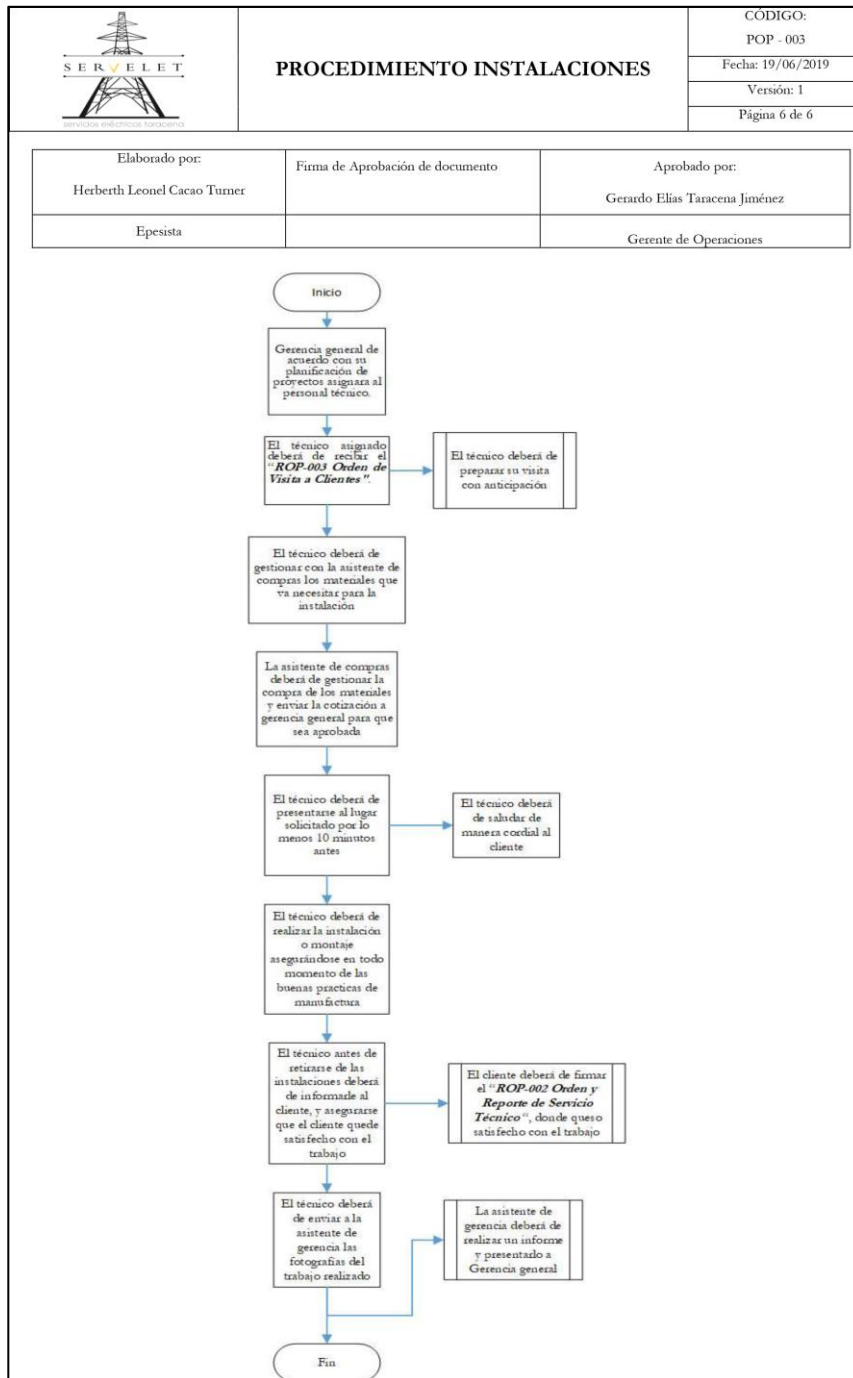 SERVELET
servicios eléctricos taracena
PROCEDIMIENTO INSTALACIONES
CÓDIGO:
POP - 003
Fecha: 19/06/2019
Versión: 1
Página 6 de 6
Elaborado por:
Herberth Leonel Cacao Turner
Firma de Aprobación de documento
Aprobado por:
Gerardo Elías Taracena Jiménez
Epesista
Gerente de Operaciones
Inicio
Gerencia general de
acuerdo con su
planificación de
proyectos asignara al
personal técnico.
El técnico asignado
deberá de recibir el
“ROP-003 Orden de
Visita a Clientes”.
El técnico deberá de
preparar su visita
con anticipación
El técnico deberá de
gestionar con la asistente de
compras los materiales que
va necesitar para la
instalación
La asistente de compras
deberá de gestionar la
compra de los materiales
y enviar la cotización a
gerencia general para que
sea aprobada
El técnico deberá de
presentarse al lugar
solicitado por lo
menos 10 minutos
antes
El técnico deberá
de saludar de
manera cordial al
cliente
El técnico deberá de
realizar la instalación
o montaje
asegurándose en todo
momento de las
buenas practicas de
manufactura
El técnico antes de
retirarse de las
instalaciones deberá
de informarle al
cliente, y asegurarse
que el cliente quede
satisfecho con el
trabajo
El cliente deberá de firmar
el “ROP-002 Orden y
Reporte de Servicio
Técnico“, donde queso
satisfecho con el trabajo
El técnico deberá
de enviar a la
asistente de
gerencia las
fotografías del
trabajo realizado
La asistente de
gerencia deberá de
realizar un informe
y presentarlo a
Gerencia general
Fin